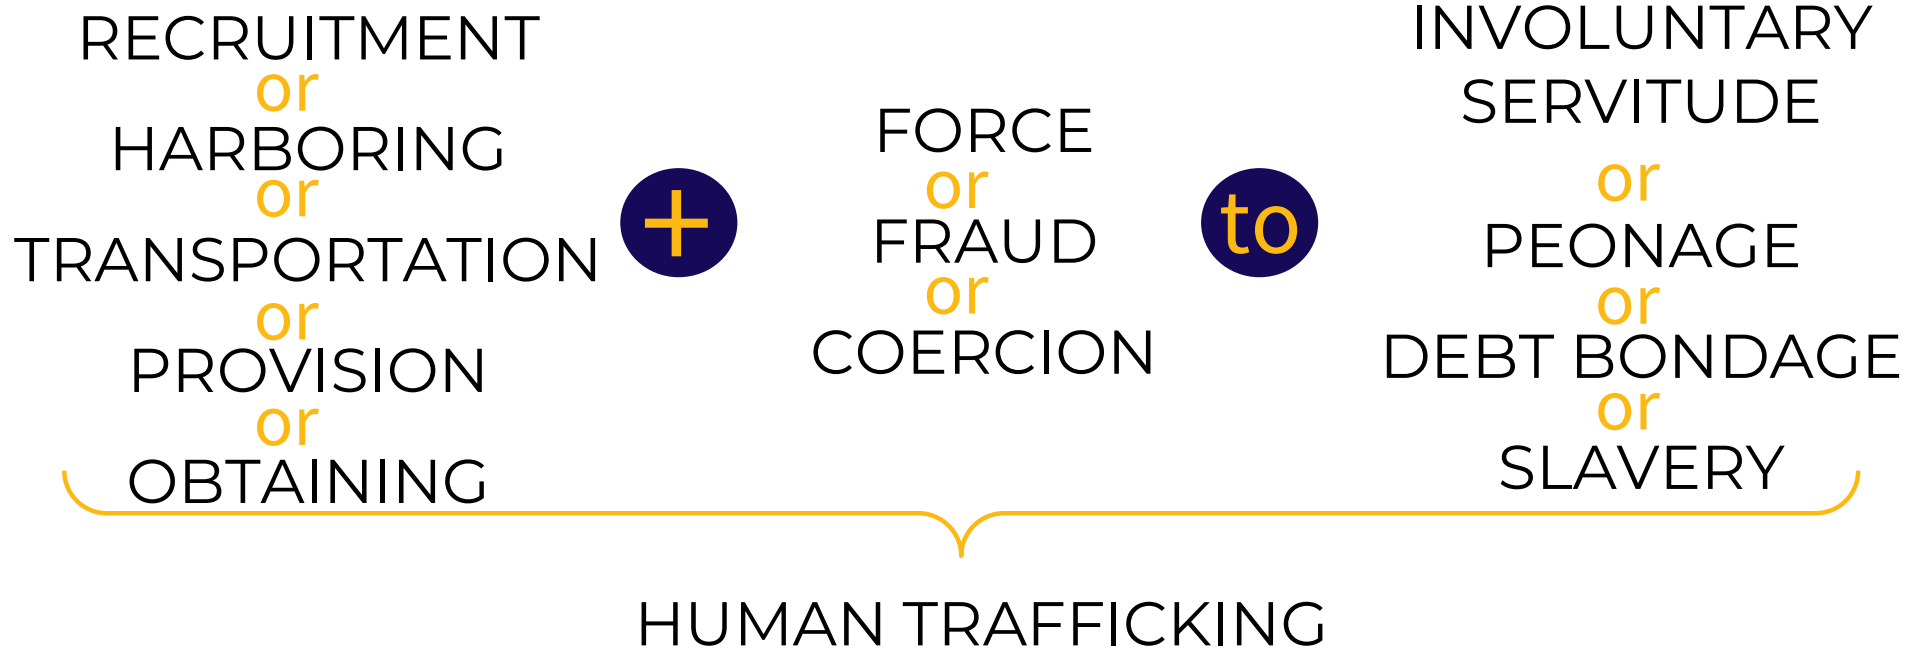 RECRUITMENT
or
HARBORING
or
TRANSPORTATION
or
PROVISION
or
OBTAINING
+
FORCE
or
FRAUD
or
COERCION
to
INVOLUNTARY
SERVITUDE
or
PEONAGE
or
DEBT BONDAGE
or
SLAVERY
HUMAN TRAFFICKING